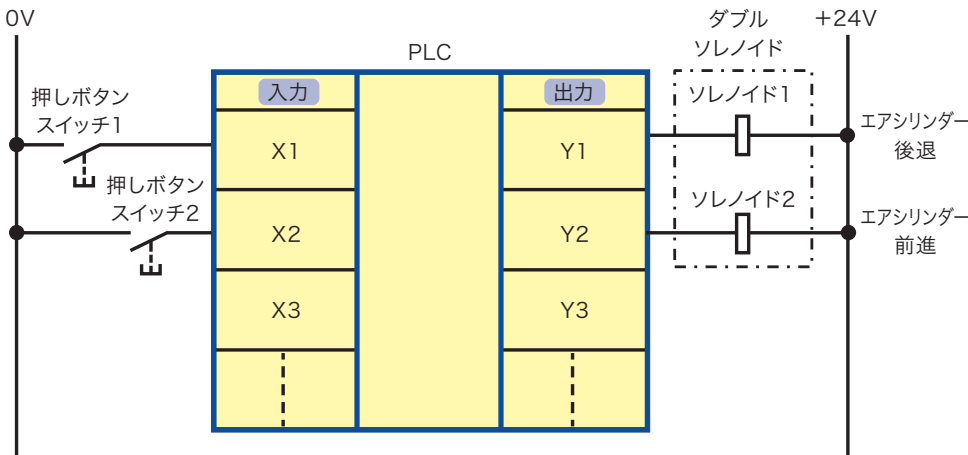 0V
ダブル
ソレノイド
+24V
PLC
押しボタン
スイッチ1
入力
出力
ソレノイド1
エアシリンダー
後退
X1
Y1
押しボタン
スイッチ2
ソレノイド2
エアシリンダー
前進
X2
Y2
X3
Y3